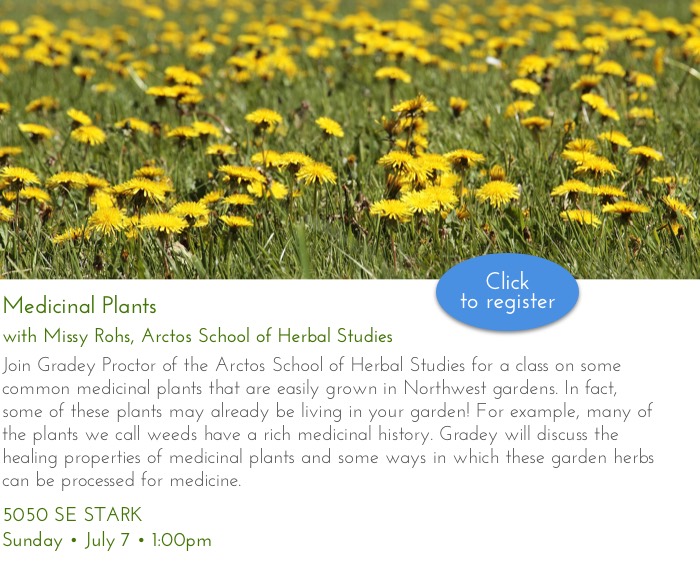 Click
to register
Medicinal Plants
with Missy Rohs, Arctos School of Herbal Studies
Join Gradey Proctor of the Arctos School of Herbal Studies for a class on some
common medicinal plants that are easily grown in Northwest gardens. In fact,
some of these plants may already be living in your garden! For example, many of
the plants we call weeds have a rich medicinal history. Gradey will discuss the
healing properties of medicinal plants and some ways in which these garden herbs
can be processed for medicine.
5050 SE STARK
Sunday • July 7 • 1:00pm